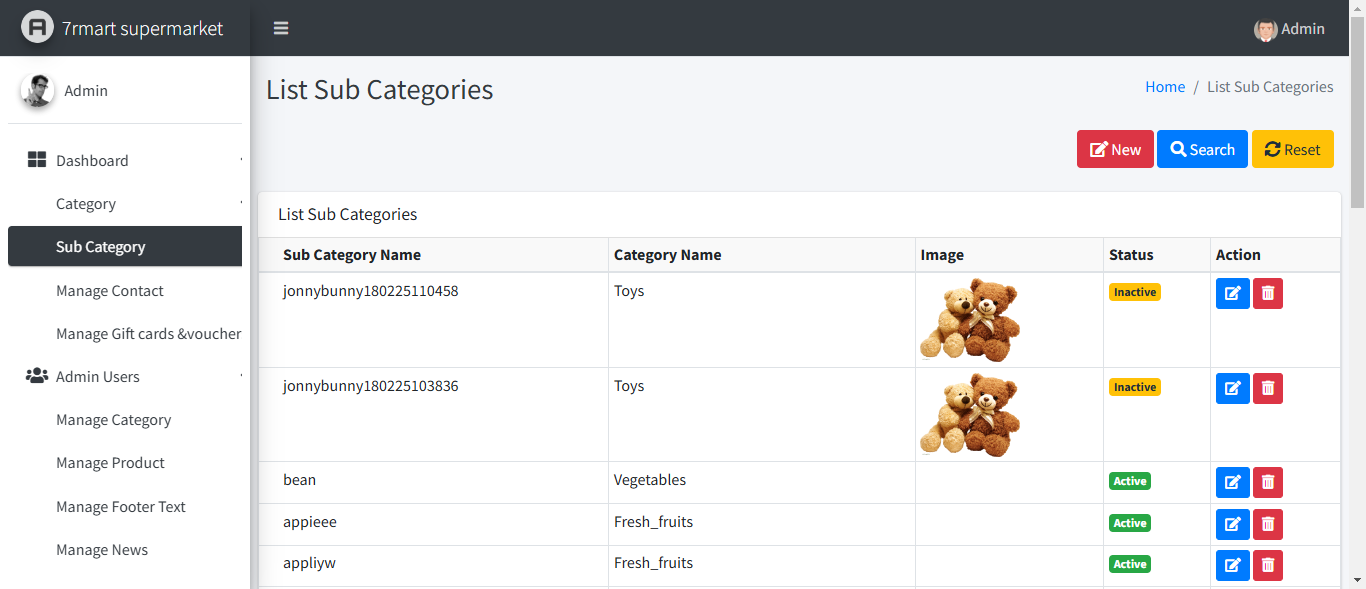 7rmart supermarket
Admin
Admin
List Sub Categories
Home / List Sub Categories
Dashboard
Category
Sub Category
Manage Contact
Manage Gift cards &voucher
Admin Users
Manage Category
Manage Product
Manage Footer Text
Manage News
New Search Reset
List Sub Categories
Sub Category Name Category Name Image Status Action
jonnybunny180225110458 Toys Inactive
jonnybunny180225103836 Toys Inactive
bean Vegetables Active
appieee Fresh_fruits Active
appliyw Fresh_fruits Active